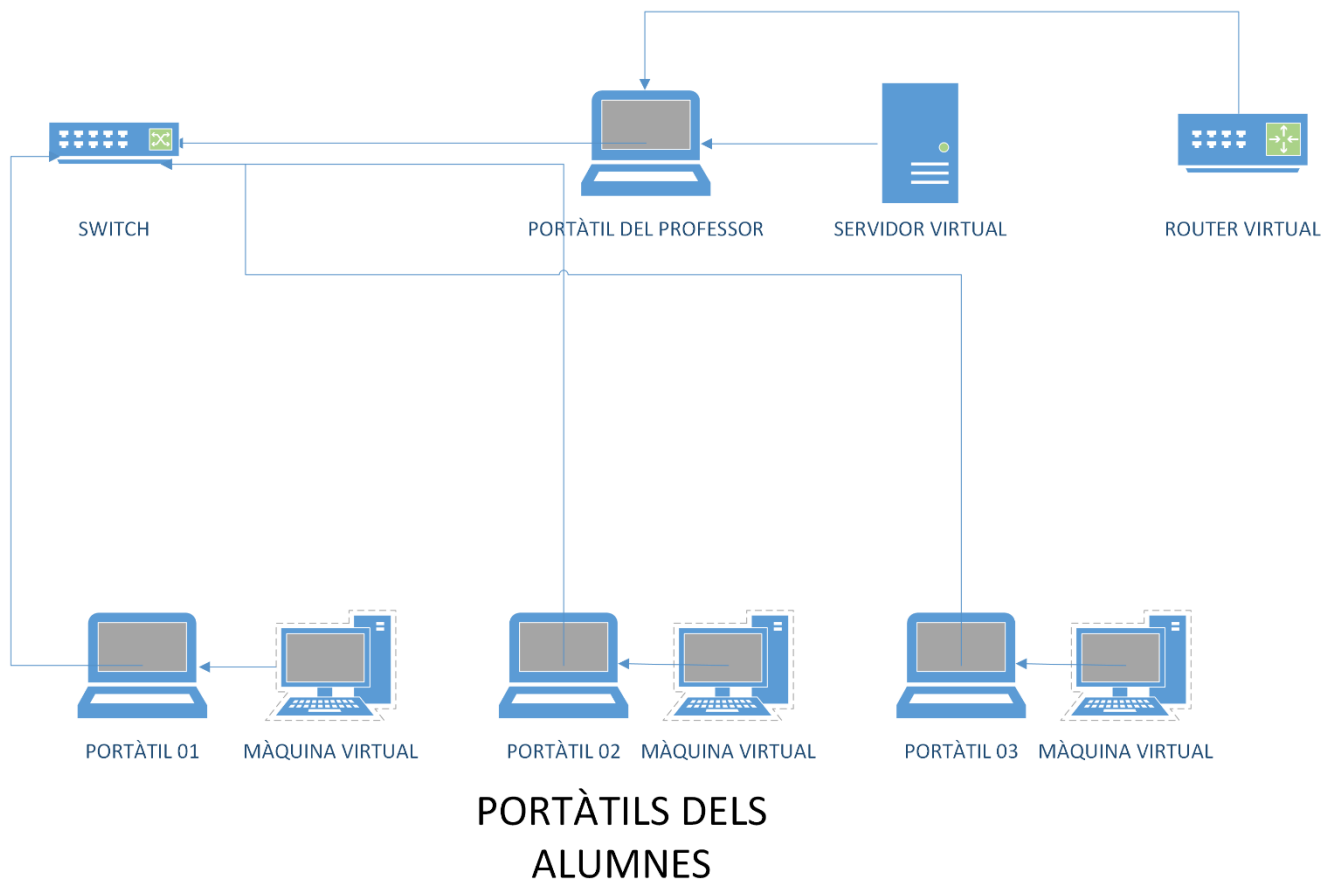 SWITCH
PORTÀTIL DEL PROFESSOR
SERVIDOR VIRTUAL
ROUTER VIRTUAL
PORTÀTIL 01
MÀQUINA VIRTUAL
PORTÀTIL 02
MÀQUINA VIRTUAL
PORTÀTIL 03
MÀQUINA VIRTUAL
PORTÀTILS DELS
ALUMNES